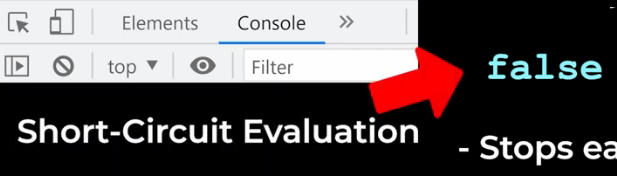 Elements Console »
top ▼ Filter
false
Short-Circuit Evaluation
- Stops ea